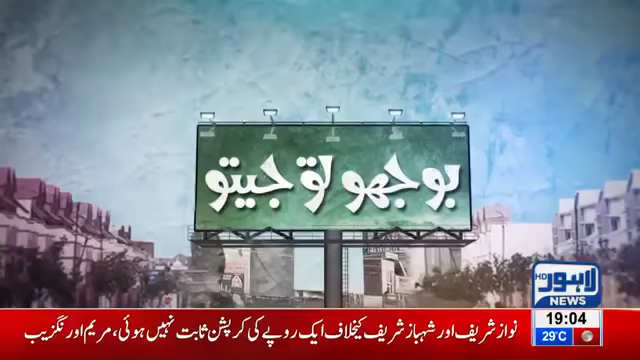 بوجھو تو جیتو
HD
لاہور
NEWS
19:04
29°C
نواز شریف اور شہباز شریف کیخلاف ایک روپے کی کرپشن ثابت نہیں ہوئی، مریم اورنگزیب